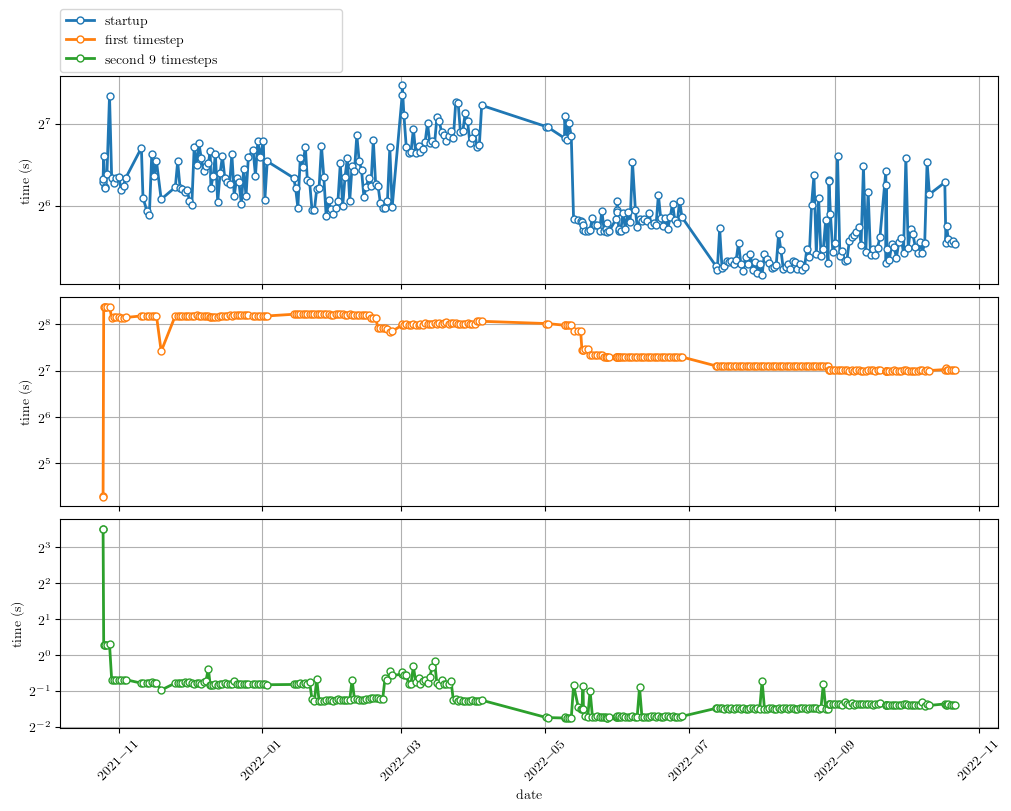 startup
first timestep
second 9 timesteps
2^7
2^6
time (s)
2^8
2^7
2^6
2^5
time (s)
2^3
2^2
2^1
2^0
2^−1
2^−2
time (s)
2021−11
2022−01
2022−03
2022−05
2022−07
2022−09
2022−11
date